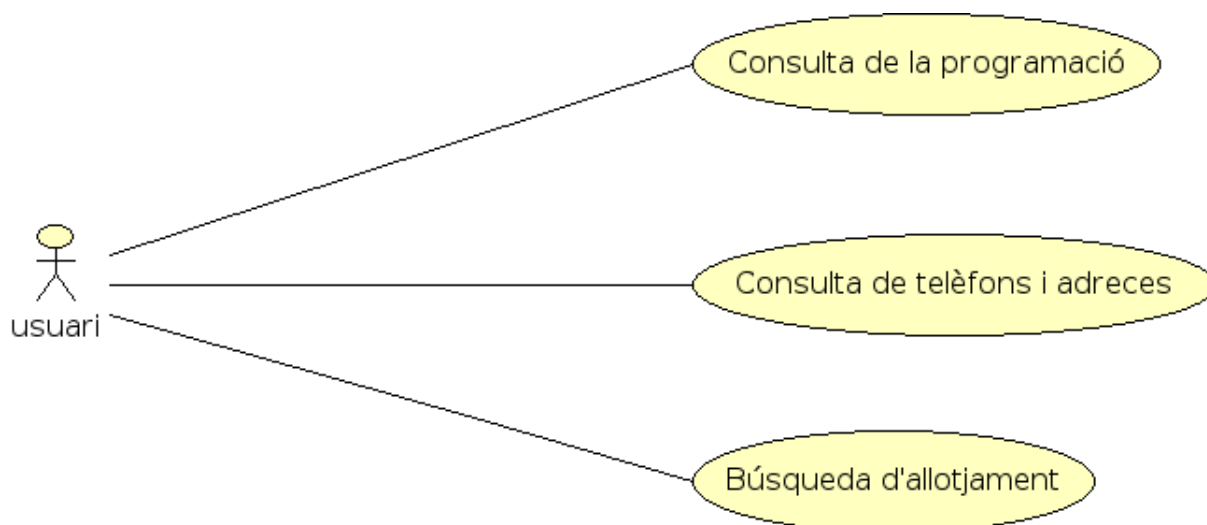 Consulta de la programació
Consulta de telèfons i adreces
usuari
Búsqueda d'allotjament